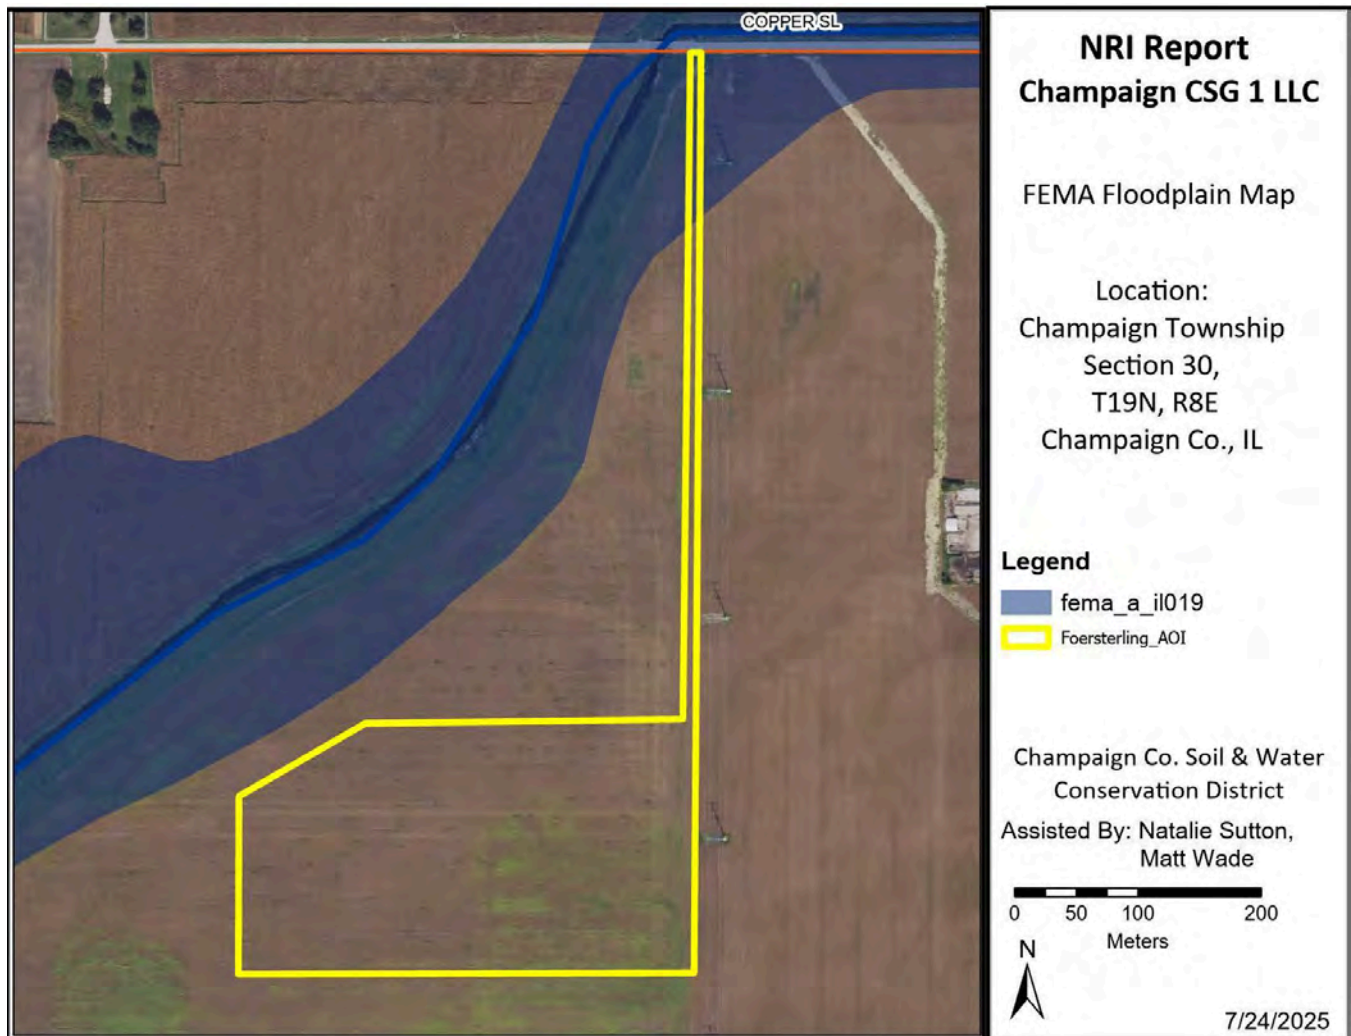 COPPER SL
NRI Report
Champaign CSG 1 LLC
FEMA Floodplain Map
Location:
Champaign Township
Section 30,
T19N, R8E
Champaign Co., IL
Legend
fema_a_il019
Foersterling_AOI
Champaign Co. Soil & Water
Conservation District
Assisted By: Natalie Sutton,
Matt Wade
0 50 100 200
Meters
N
7/24/2025